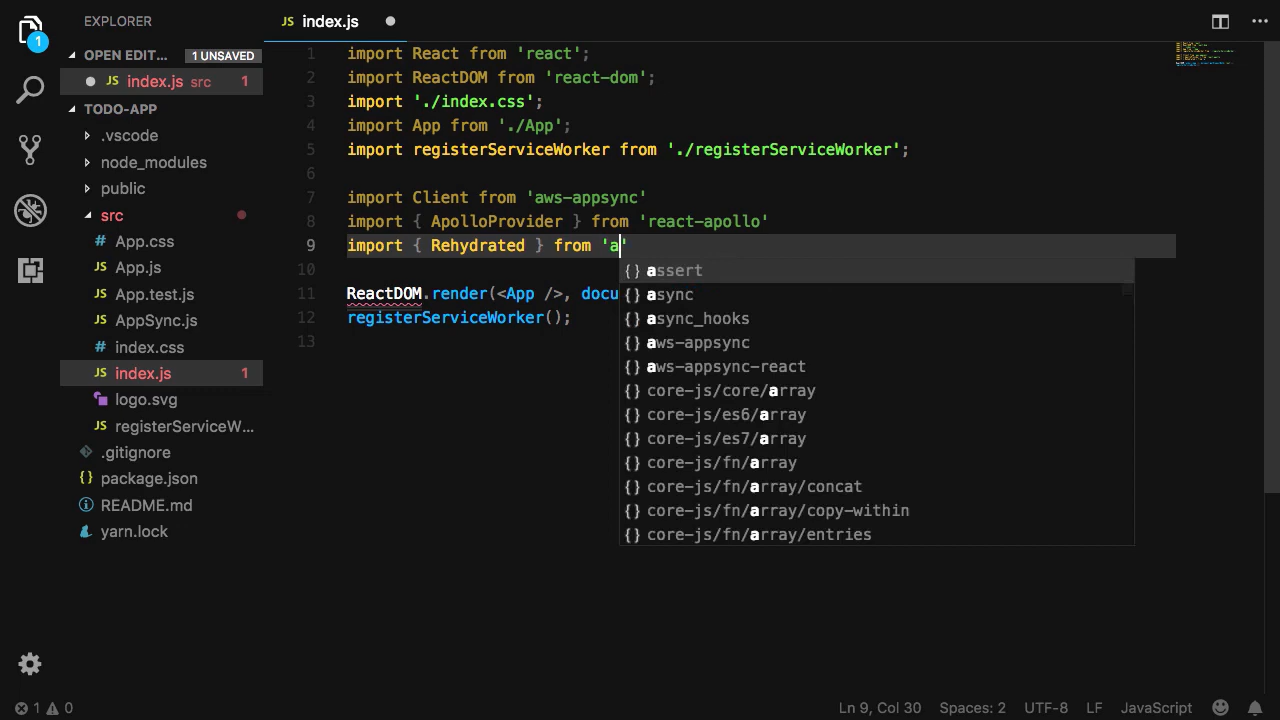 EXPLORER
OPEN EDIT... 1 UNSAVED
index.js src 1
TODO-APP
.vscode
node_modules
public
src
App.css
App.js
App.test.js
AppSync.js
index.css
index.js 1
logo.svg
registerServiceW...
.gitignore
package.json
README.md
yarn.lock
1
index.js
1 import React from 'react';
2 import ReactDOM from 'react-dom';
3 import './index.css';
4 import App from './App';
5 import registerServiceWorker from './registerServiceWorker';
6
7 import Client from 'aws-appsync'
8 import { ApolloProvider } from 'react-apollo'
9 import { Rehydrated } from 'a'
10
11 ReactDOM.render(<App />, docu
12 registerServiceWorker();
13
{} assert
{} async
{} async_hooks
{} aws-appsync
{} aws-appsync-react
{} core-js/core/array
{} core-js/es6/array
{} core-js/es7/array
{} core-js/fn/array
{} core-js/fn/array/concat
{} core-js/fn/array/copy-within
{} core-js/fn/array/entries
1 0 Ln 9, Col 30 Spaces: 2 UTF-8 LF JavaScript